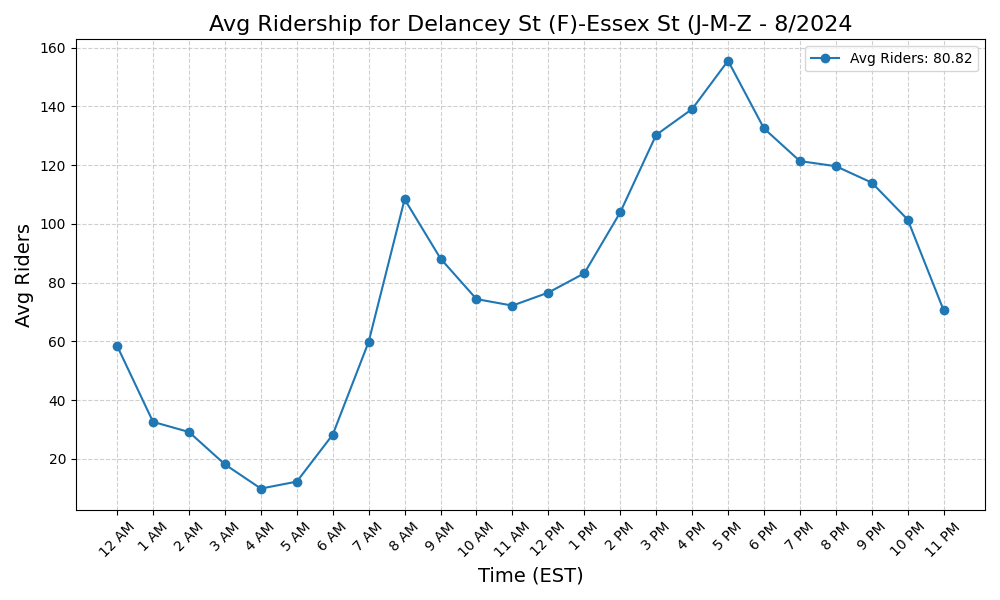 Avg Ridership for Delancey St (F)-Essex St (J-M-Z - 8/2024
Avg Riders: 80.82
Avg Riders
160
140
120
100
80
60
40
20
12 AM
1 AM
2 AM
3 AM
4 AM
5 AM
6 AM
7 AM
8 AM
9 AM
10 AM
11 AM
12 PM
1 PM
2 PM
3 PM
4 PM
5 PM
6 PM
7 PM
8 PM
9 PM
10 PM
11 PM
Time (EST)